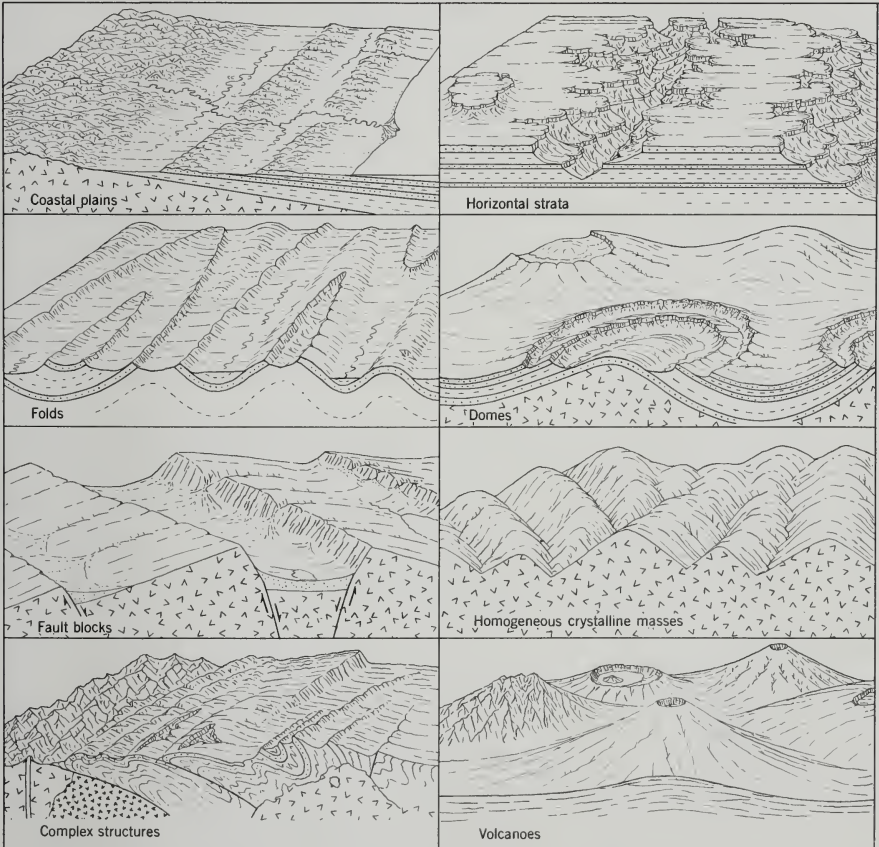 Coastal plains
Horizontal strata
Folds
Domes
Fault blocks
Homogeneous crystalline masses
Complex structures
Volcanoes